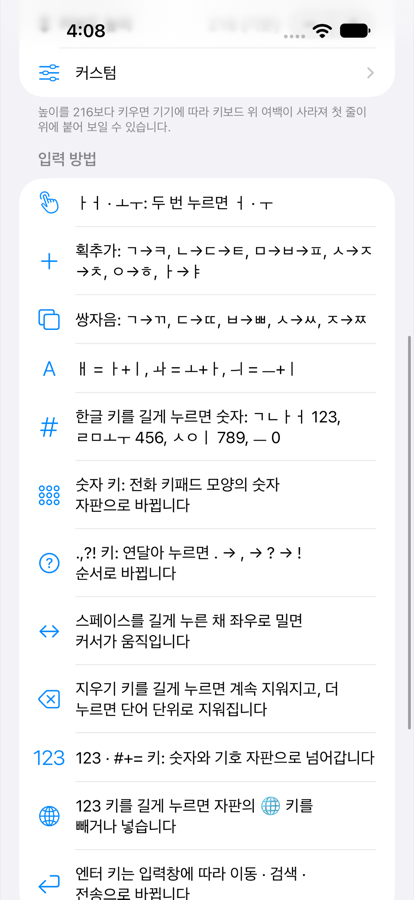 4:08
커스텀
높이를 216보다 키우면 기기에 따라 키보드 위 여백이 사라져 첫 줄이
위에 붙어 보일 수 있습니다.
입력 방법
ㅏㅓ · ㅗㅜ: 두 번 누르면 ㅓ · ㅜ
획추가: ㄱ→ㅋ, ㄴ→ㄷ→ㅌ, ㅁ→ㅂ→ㅍ, ㅅ→ㅈ
→ㅊ, ㅇ→ㅎ, ㅏ→ㅑ
쌍자음: ㄱ→ㄲ, ㄷ→ㄸ, ㅂ→ㅃ, ㅅ→ㅆ, ㅈ→ㅉ
A
ㅐ = ㅏ+ㅣ, ㅘ = ㅗ+ㅏ, ㅢ = ㅡ+ㅣ
#
한글 키를 길게 누르면 숫자: ㄱㄴㅏㅓ 123,
ㄹㅁㅗㅜ 456, ㅅㅇㅣ 789, ㅡ 0
숫자 키: 전화 키패드 모양의 숫자
자판으로 바뀝니다
.,?! 키: 연달아 누르면 . → , → ? → !
순서로 바뀝니다
스페이스를 길게 누른 채 좌우로 밀면
커서가 움직입니다
지우기 키를 길게 누르면 계속 지워지고, 더
누르면 단어 단위로 지워집니다
123
123 · #+= 키: 숫자와 기호 자판으로 넘어갑니다
123 키를 길게 누르면 자판의 🌐 키를
빼거나 넣습니다
엔터 키는 입력창에 따라 이동 · 검색 ·
전송으로 바뀝니다